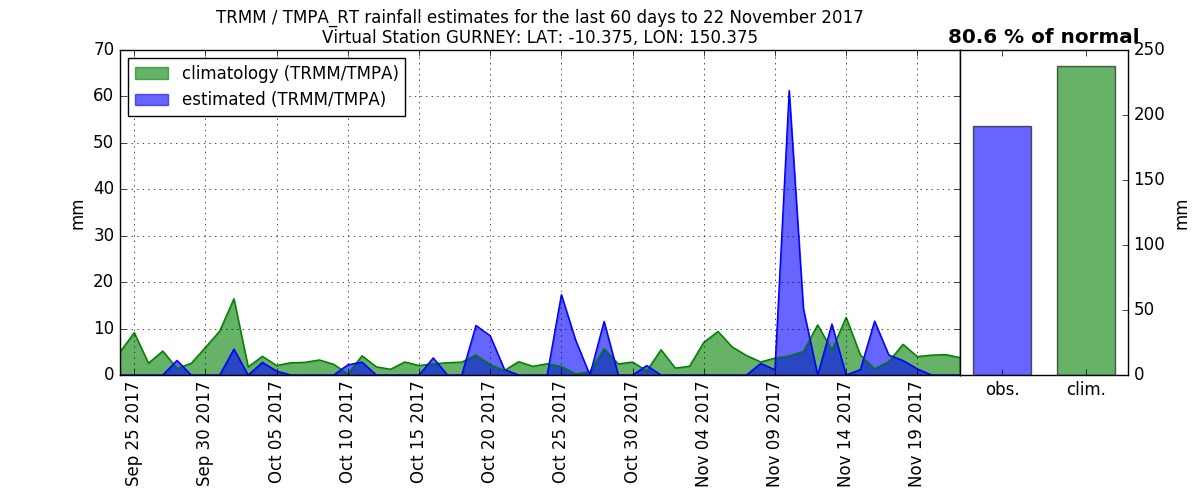 TRMM / TMPA_RT rainfall estimates for the last 60 days to 22 November 2017
Virtual Station GURNEY: LAT: -10.375, LON: 150.375
80.6 % of normal
climatology (TRMM/TMPA)
estimated (TRMM/TMPA)
70
60
50
40
30
20
10
0
mm
250
200
150
100
50
0
mm
Sep 25 2017
Sep 30 2017
Oct 05 2017
Oct 10 2017
Oct 15 2017
Oct 20 2017
Oct 25 2017
Oct 30 2017
Nov 04 2017
Nov 09 2017
Nov 14 2017
Nov 19 2017
obs.
clim.